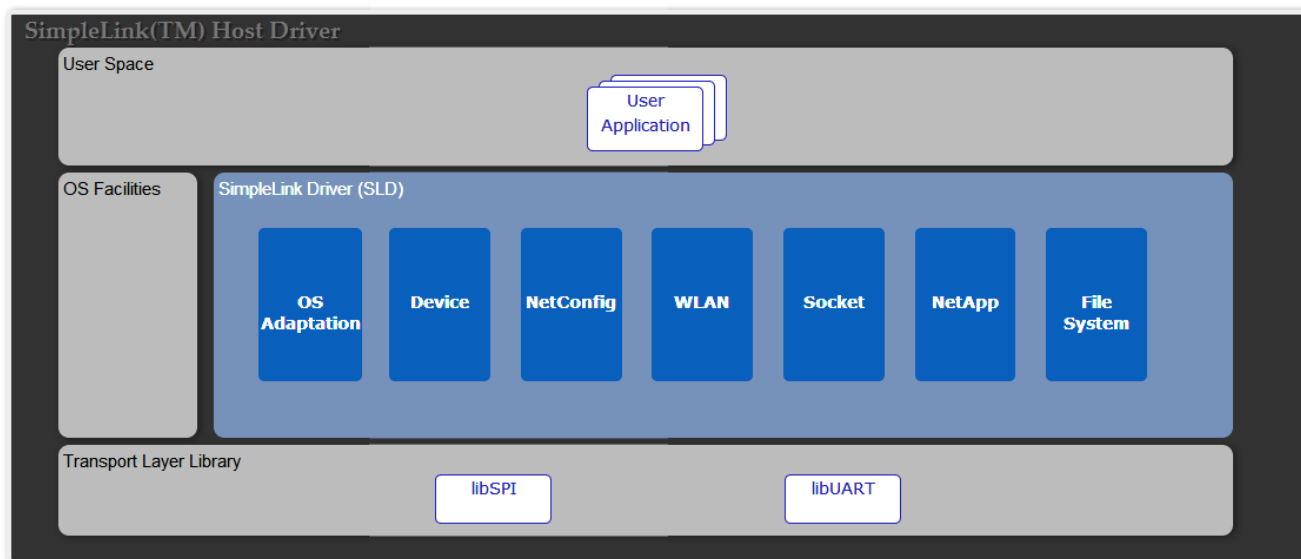 SimpleLink(TM) Host Driver
User Space
User
Application
OS Facilities
SimpleLink Driver (SLD)
OS
Adaptation
Device
NetConfig
WLAN
Socket
NetApp
File
System
Transport Layer Library
libSPI
libUART